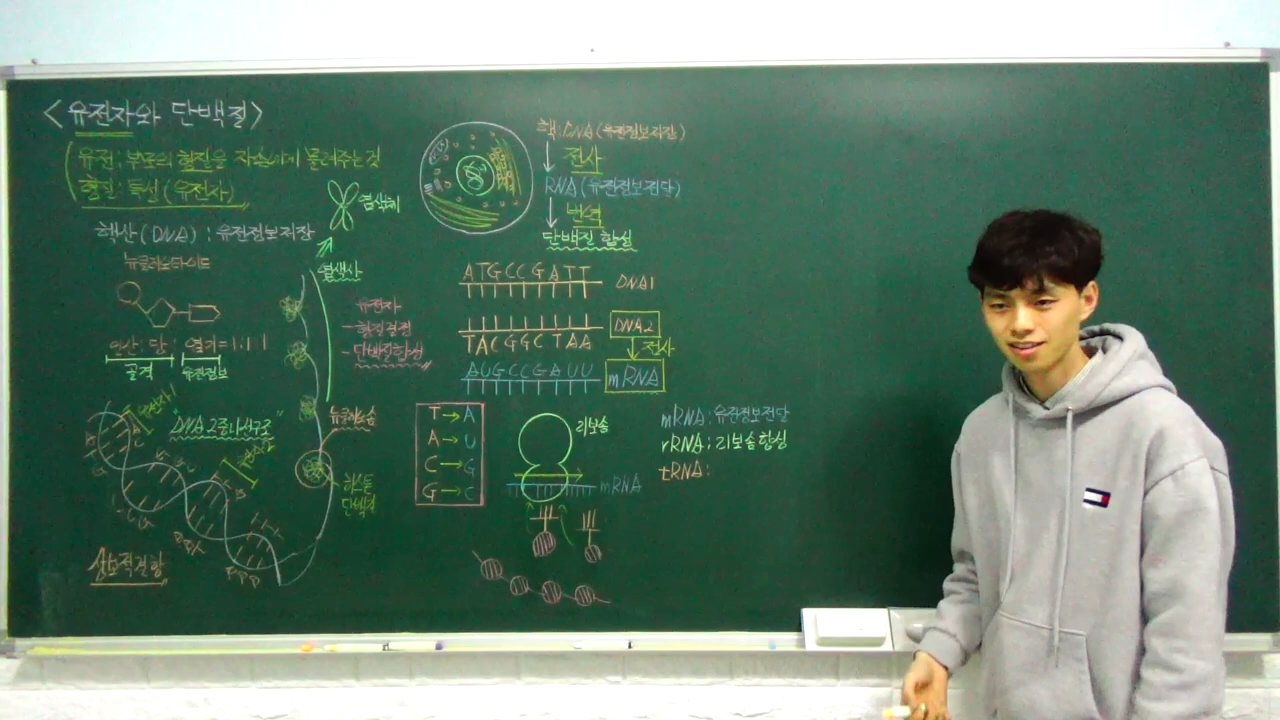 <유전자와 단백질>
유전 : 부모의 형질을 자손에게 물려주는것
형질 : 특성 (유전자)
염색체
핵산 (DNA) : 유전정보저장
뉴클레오타이드
염색사
인산 : 당 : 염기 = 1:1:1
골격
유전정보
유전자
- 형질결정
- 단백질합성
"DNA 2중나선구조"
뉴클레오솜
히스톤
단백질
상보적결합
핵 : DNA (유전정보저장)
전사
RNA (유전정보전달)
번역
단백질 합성
ATGCCGATT DNA1
DNA2
TACGGCTAA
전사
AUGCCGAUU mRNA
T → A
A → U
C → G
G → C
리보솜
mRNA
mRNA : 유전정보전달
rRNA : 리보솜합성
tRNA :